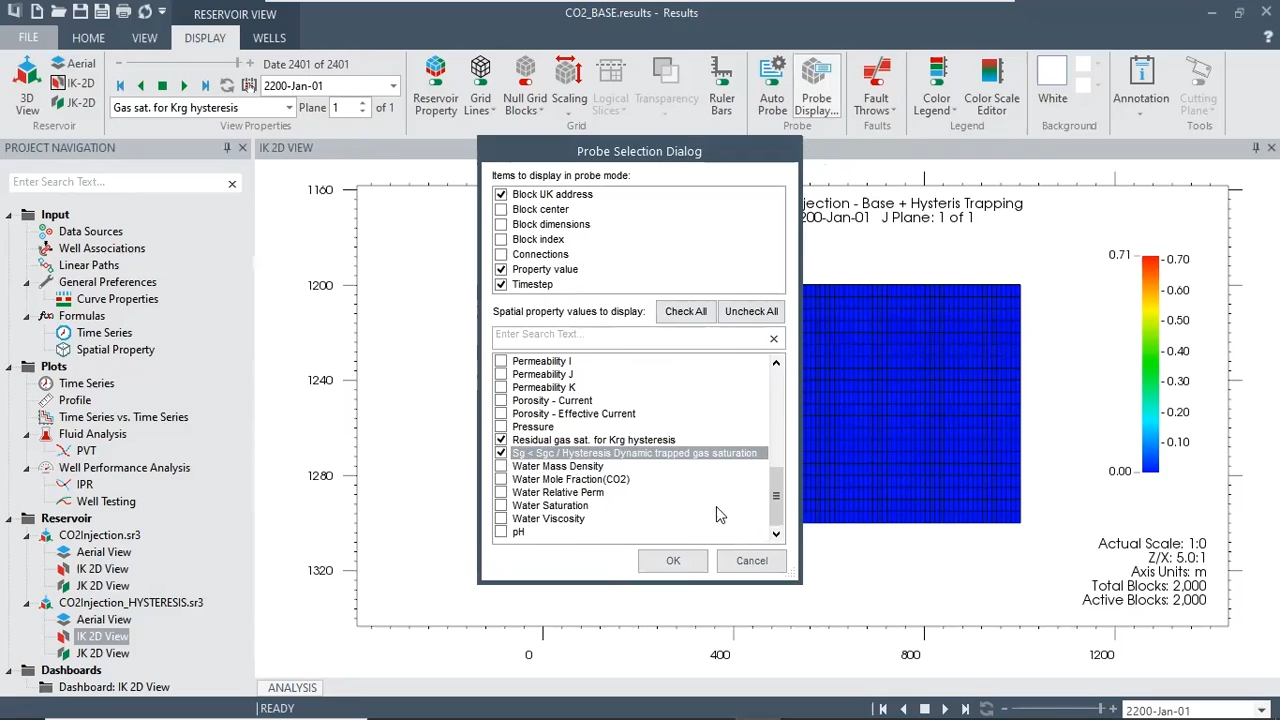 RESERVOIR VIEW
CO2_BASE.results - Results
FILE
HOME
VIEW
DISPLAY
WELLS
3D View
Aerial
IK-2D
JK-2D
Reservoir
Date 2401 of 2401
2200-Jan-01
Gas sat. for Krg hysteresis
Plane 1 of 1
View Properties
Reservoir Property
Grid Lines
Null Grid Blocks
Scaling
Logical Slices
Transparency
Ruler Bars
Grid
Auto Probe
Probe Display...
Probe
Fault Throws
Faults
Color Legend
Color Scale Editor
Legend
White
Background
Annotation
Cutting Plane
Tools
PROJECT NAVIGATION
Enter Search Text...
Input
Data Sources
Well Associations
Linear Paths
General Preferences
Curve Properties
Formulas
Time Series
Spatial Property
Plots
Time Series
Profile
Time Series vs. Time Series
Fluid Analysis
PVT
Well Performance Analysis
IPR
Well Testing
Reservoir
CO2Injection.sr3
Aerial View
IK 2D View
JK 2D View
CO2Injection_HYSTERESIS.sr3
Aerial View
IK 2D View
JK 2D View
Dashboards
Dashboard: IK 2D View
IK 2D VIEW
1160
1200
1240
1280
1320
0
400
800
1200
jection - Base + Hysteris Trapping
200-Jan-01 J Plane: 1 of 1
0.71
0.70
0.60
0.50
0.40
0.30
0.20
0.10
0.00
Actual Scale: 1:0
Z/X: 5.0:1
Axis Units: m
Total Blocks: 2,000
Active Blocks: 2,000
Probe Selection Dialog
Items to display in probe mode:
Block IJK address
Block center
Block dimensions
Block index
Connections
Property value
Timestep
Spatial property values to display:
Check All
Uncheck All
Enter Search Text...
Permeability I
Permeability J
Permeability K
Porosity - Current
Porosity - Effective Current
Pressure
Residual gas sat. for Krg hysteresis
Sg < Sgc / Hysteresis Dynamic trapped gas saturation
Water Mass Density
Water Mole Fraction(CO2)
Water Relative Perm
Water Saturation
Water Viscosity
pH
OK
Cancel
ANALYSIS
READY
2200-Jan-01